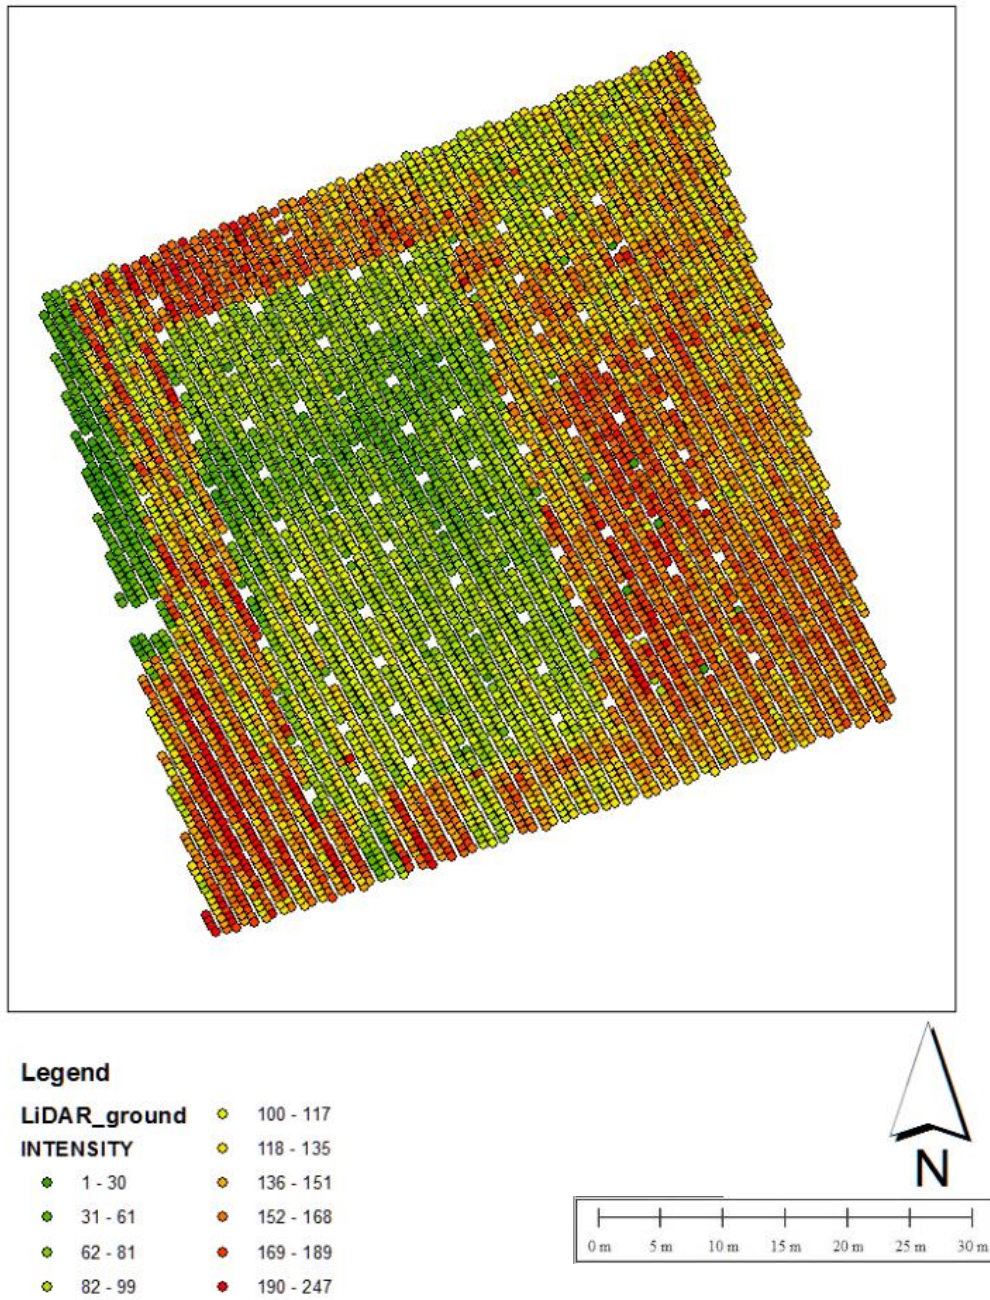 Legend
LiDAR_ground
INTENSITY
1 - 30
31 - 61
62 - 81
82 - 99
100 - 117
118 - 135
136 - 151
152 - 168
169 - 189
190 - 247
N
0 m 5 m 10 m 15 m 20 m 25 m 30 m